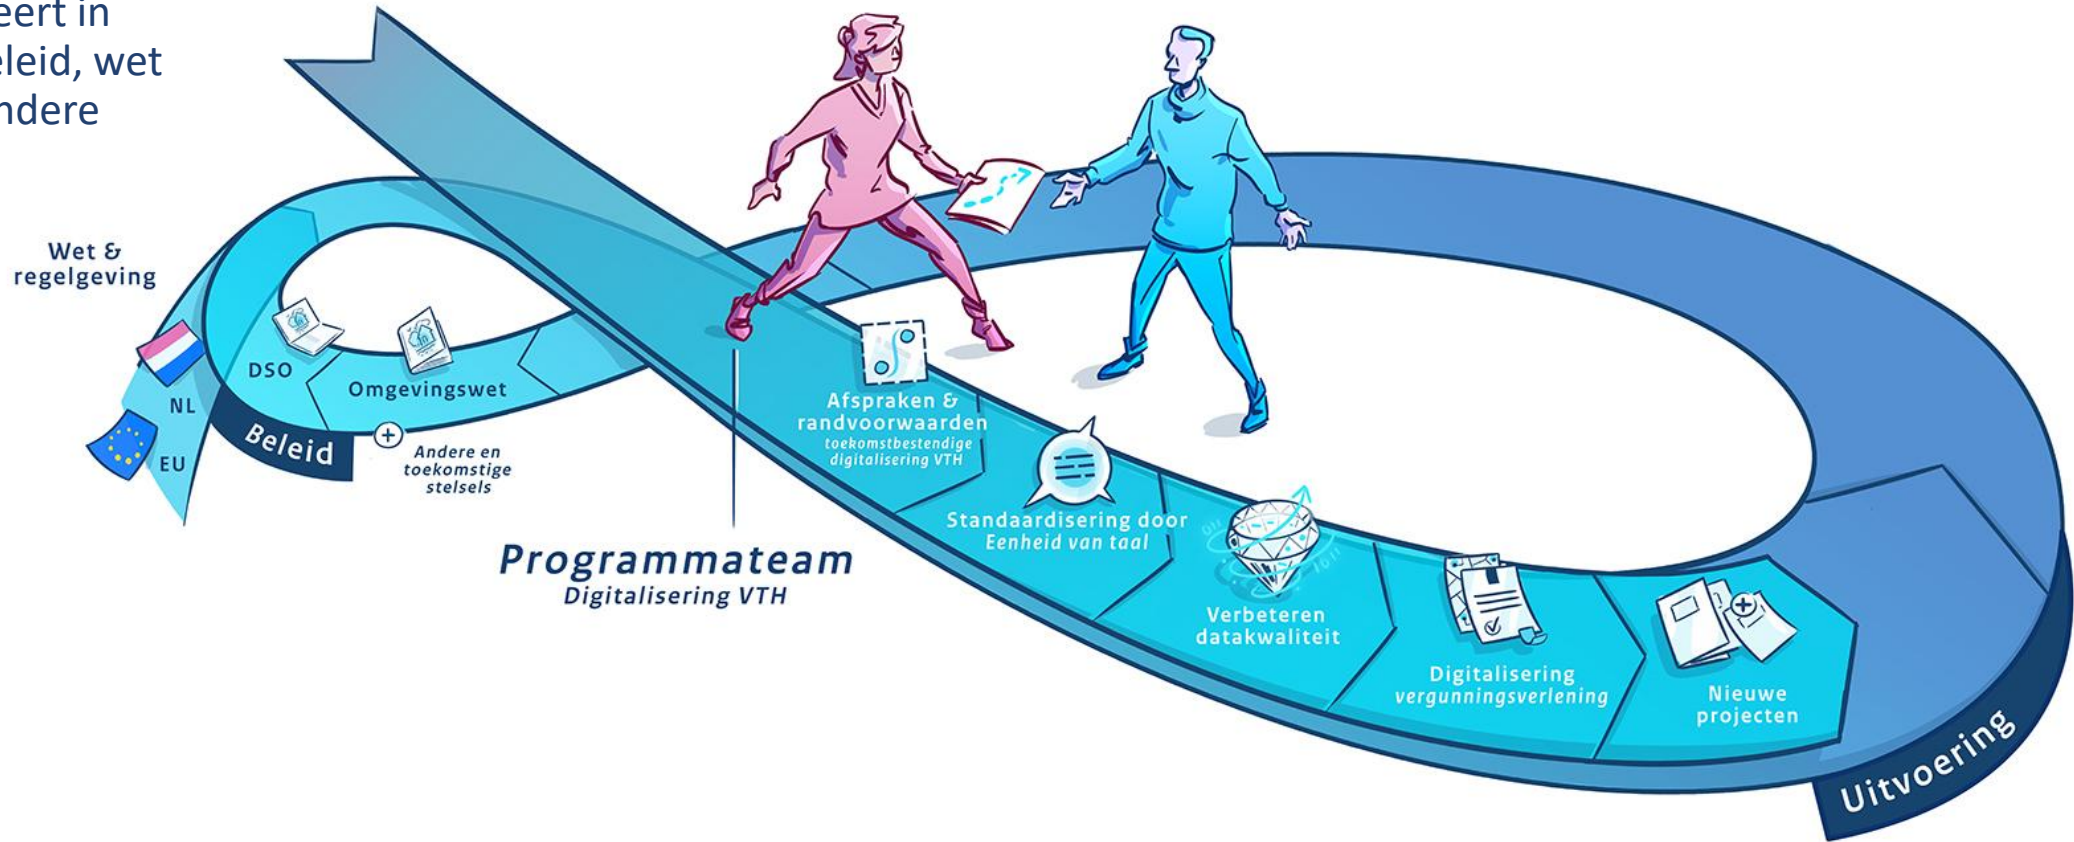 eert in
eleid, wet
ndere
Wet &
regelgeving
NL
EU
DSO
Omgevingswet
Beleid
Andere en
toekomstige
stelsels
Programmateam
Digitalisering VTH
Afspraken &
randvoorwaarden
toekomstbestendige
digitalisering VTH
Standaardisering door
Eenheid van taal
Verbeteren
datakwaliteit
Digitalisering
vergunningsverlening
Nieuwe
projecten
Uitvoering